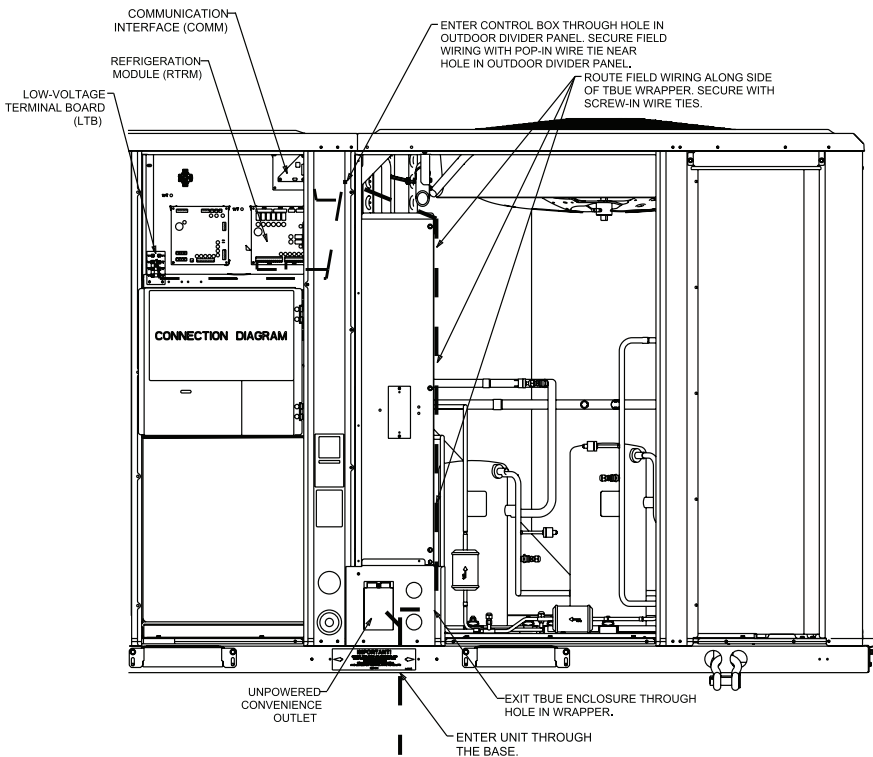 COMMUNICATION
INTERFACE (COMM)
ENTER CONTROL BOX THROUGH HOLE IN
OUTDOOR DIVIDER PANEL. SECURE FIELD
WIRING WITH POP-IN WIRE TIE NEAR
HOLE IN OUTDOOR DIVIDER PANEL.
REFRIGERATION
MODULE (RTRM)
ROUTE FIELD WIRING ALONG SIDE
OF TBUE WRAPPER. SECURE WITH
SCREW-IN WIRE TIES.
LOW-VOLTAGE
TERMINAL BOARD
(LTB)
CONNECTION DIAGRAM
IMPORTANT!
UNPOWERED
CONVENIENCE
OUTLET
EXIT TBUE ENCLOSURE THROUGH
HOLE IN WRAPPER.
ENTER UNIT THROUGH
THE BASE.